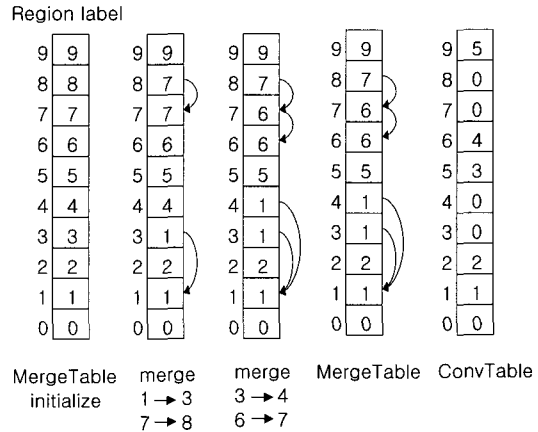 Region label
9 9 9 9 9 9 9 9 9 5
8 8 8 7 8 7 8 7 8 0
7 7 7 7 7 6 7 6 7 0
6 6 6 6 6 6 6 6 6 4
5 5 5 5 5 5 5 5 5 3
4 4 4 4 4 1 4 1 4 0
3 3 3 1 3 1 3 1 3 0
2 2 2 2 2 2 2 2 2 2
1 1 1 1 1 1 1 1 1 1
0 0 0 0 0 0 0 0 0 0
MergeTable merge merge MergeTable ConvTable
initialize 1 → 3 3 → 4
7 → 8 6 → 7